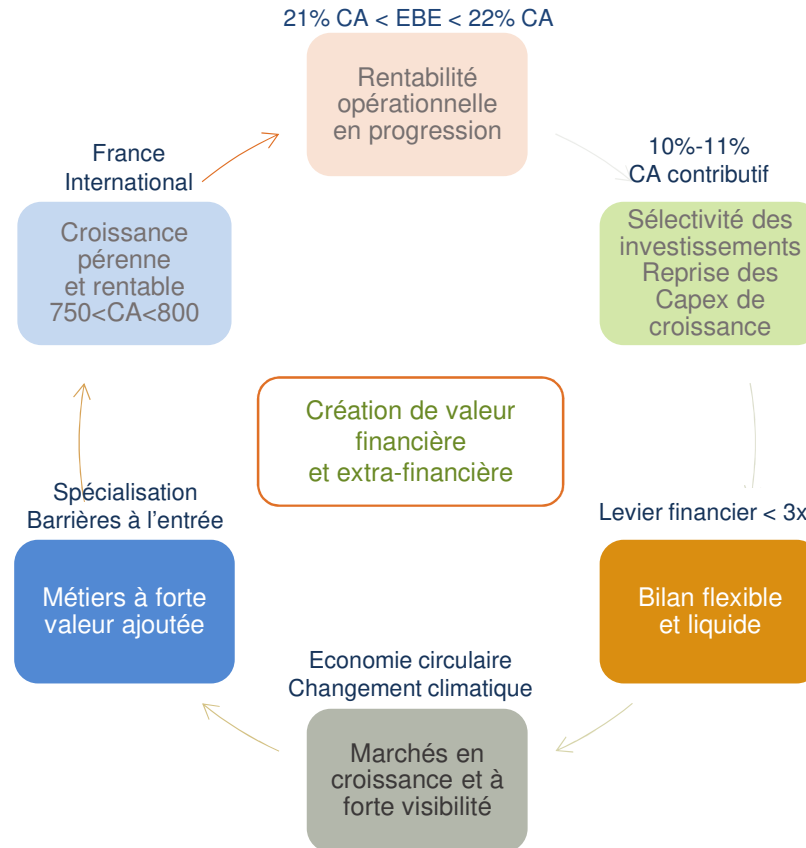 21% CA < EBE < 22% CA
Rentabilité
opérationnelle
en progression
10%-11%
CA contributif
Sélectivité des
investissements
Reprise des
Capex de
croissance
Levier financier < 3x
Bilan flexible
et liquide
Economie circulaire
Changement climatique
Marchés en
croissance et à
forte visibilité
Spécialisation
Barrières à l’entrée
Métiers à forte
valeur ajoutée
France
International
Croissance
pérenne
et rentable
750<CA<800
Création de valeur
financière
et extra-financière